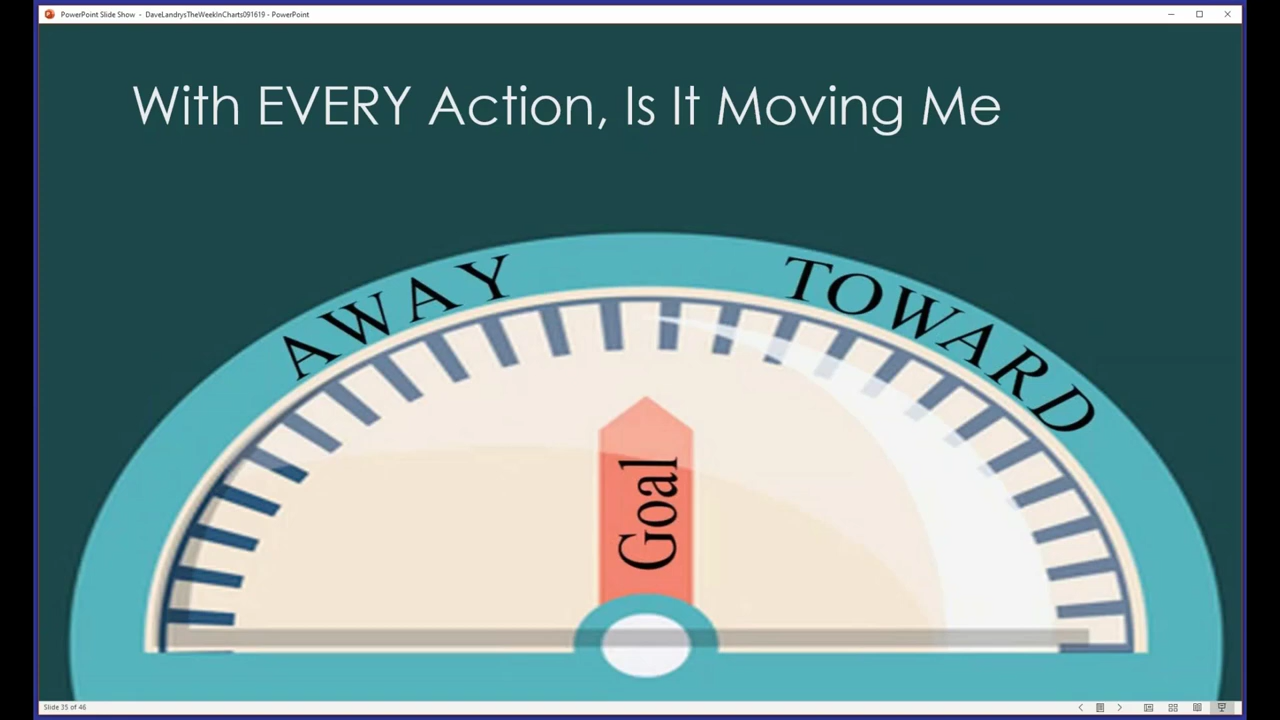 PowerPoint Slide Show - DaveLandrysTheWeekInCharts091619 - PowerPoint
With EVERY Action, Is It Moving Me
AWAY
TOWARD
Goal
Slide 35 of 46